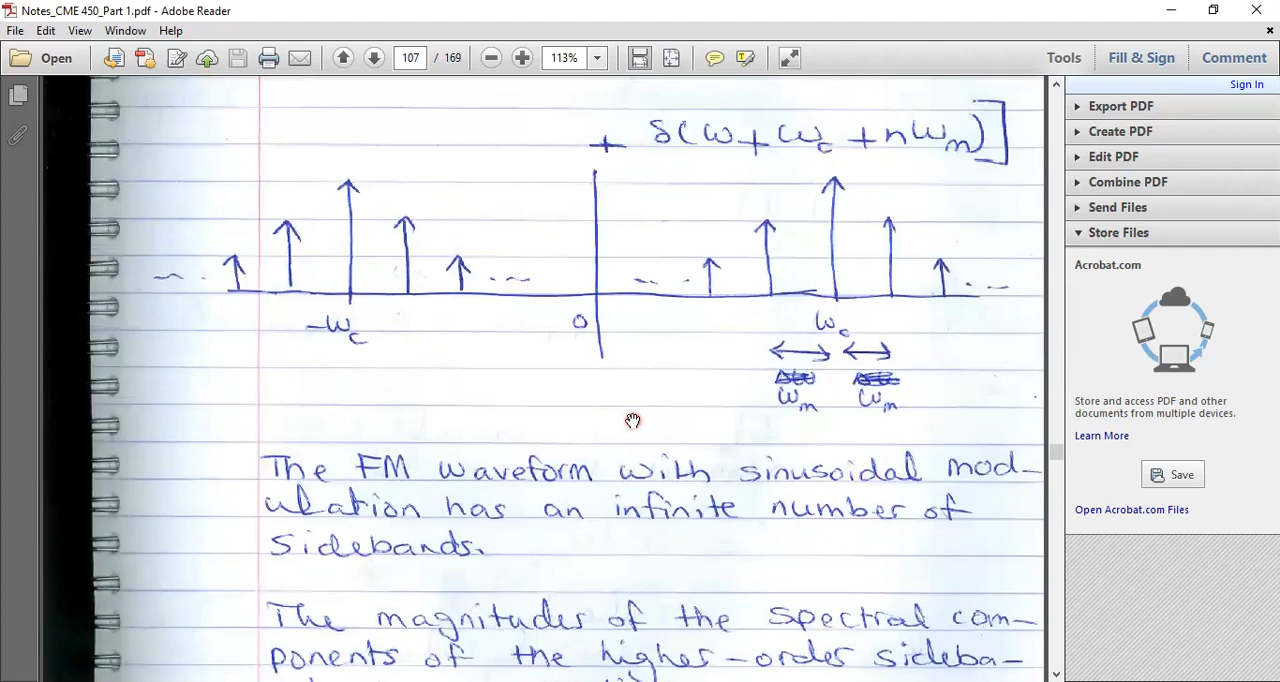 Notes_CME 450_Part 1.pdf - Adobe Reader
File Edit View Window Help
Open 107 / 169 113% Tools Fill & Sign Comment
Sign In
Export PDF
Create PDF
Edit PDF
Combine PDF
Send Files
Store Files
Acrobat.com
Store and access PDF and other
documents from multiple devices.
Learn More
Save
Open Acrobat.com Files
+ δ(ω+ω_c +nω_m)]
-ω_c 0 ω_c
ω_m ω_m
The FM waveform with sinusoidal mod-
ulation has an infinite number of
sidebands.
The magnitudes of the spectral com-
ponents of the higher-order sideba-